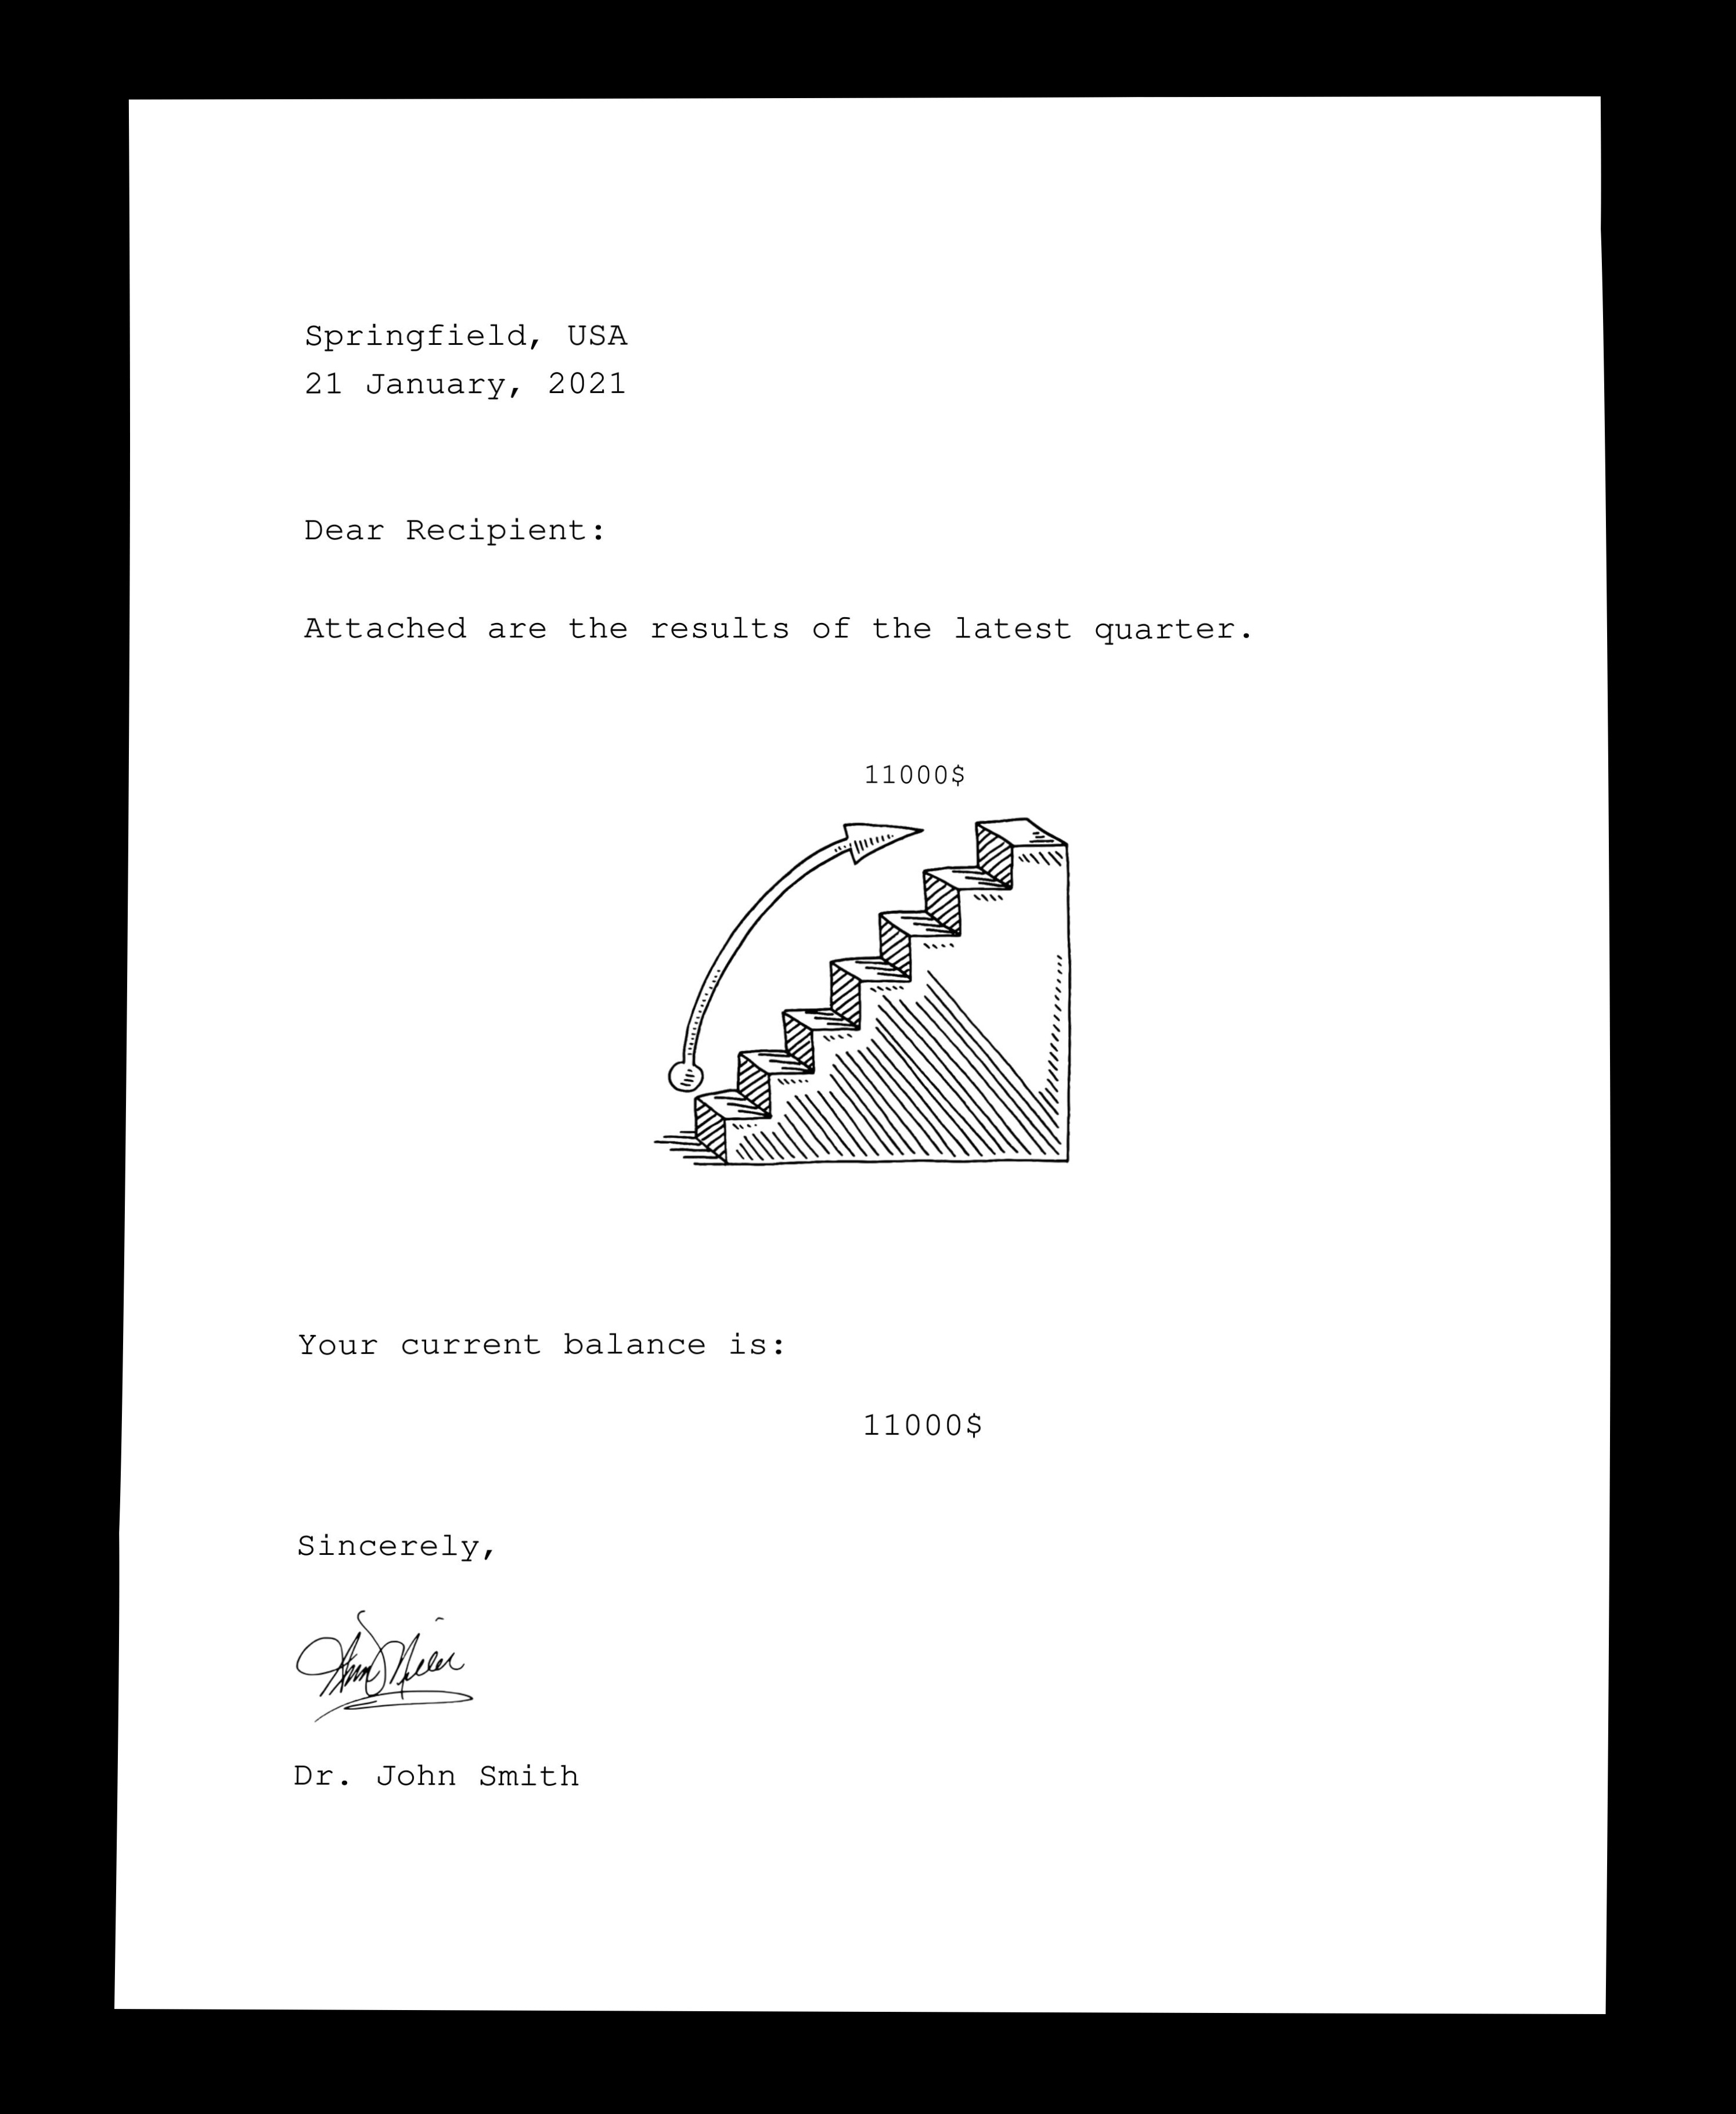 Springfield, USA
21 January, 2021
Dear Recipient:
Attached are the results of the latest quarter.
11000$
Your current balance is:
11000$
Sincerely,
Dr. John Smith